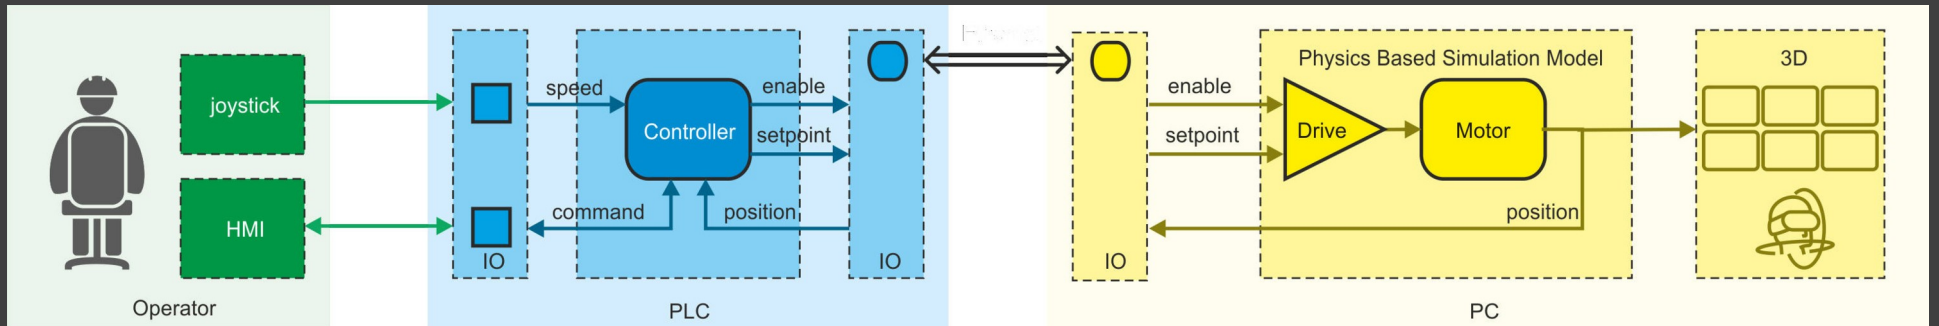 joystick
HMI
Operator
speed
command
IO
Controller
enable
setpoint
position
IO
PLC
IO
enable
setpoint
Physics Based Simulation Model
Drive
Motor
position
3D
PC